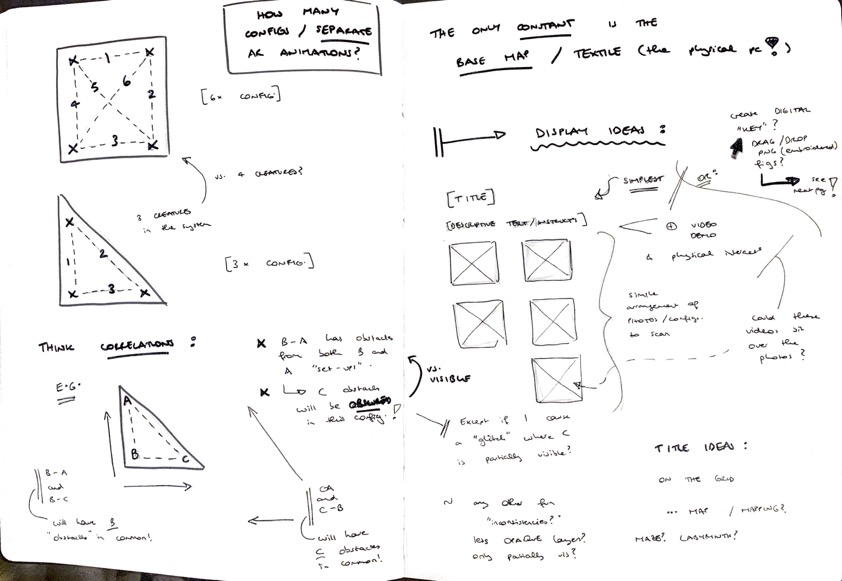 HOW MANY
CONFIGS / SEPARATE
AR ANIMATIONS?
1
5
6
4
2
3
[6x CONFIG.]
vs. 4 CREATURES?
3 CREATURES
in the system
1
2
3
[3x CONFIG.]
THINK CORRELATIONS:
E.G.
A
B
C
B-A
and
B-C
will have B
"obstacles" in common!
X B-A has obstacles
from both B and
A "set-up".
X C obstacles
will be OBSCURED
in this config.!
vs.
VISIBLE
CA
and
C-B
will have
C obstacles
in common!
THE ONLY CONSTANT IS THE
BASE MAP / TEXTILE (the physical pc!)
DISPLAY IDEAS:
create DIGITAL
"KEY"?
DRAG/DROP
PNG (embroidered)
figs?
see
next pg!
SIMPLEST
OR:
[TITLE]
[DESCRIPTIVE TEXT/INSTRUCTS]
+ VIDEO
DEMO
& physical
SIMPLE
arrangement of
PHOTOS/configs.
to scan
Could these
videos sit
over the
photos?
Except if I cause
a "glitch" where C
is partially visible?
~ any other fun
"inconsistencies?"
less OPAQUE layer?
only partially vis?
TITLE IDEAS:
ON THE GRID
... MAP / MAPPING?
MAZE? LABYRINTH?